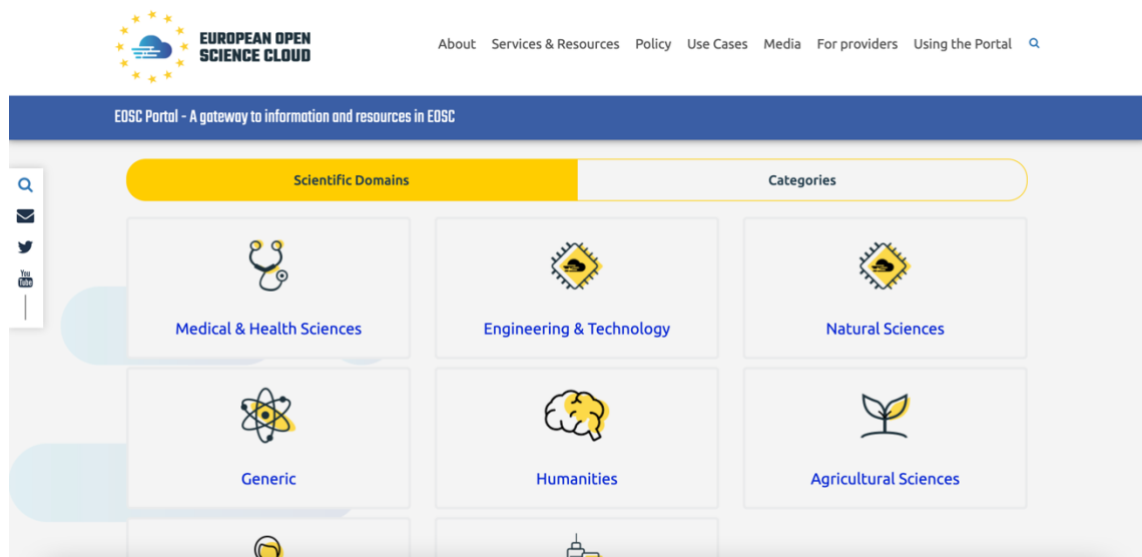 EUROPEAN OPEN
SCIENCE CLOUD
About Services & Resources Policy Use Cases Media For providers Using the Portal
EOSC Portal - A gateway to information and resources in EOSC
Scientific Domains Categories
You
Tube
Medical & Health Sciences Engineering & Technology Natural Sciences
Generic Humanities Agricultural Sciences